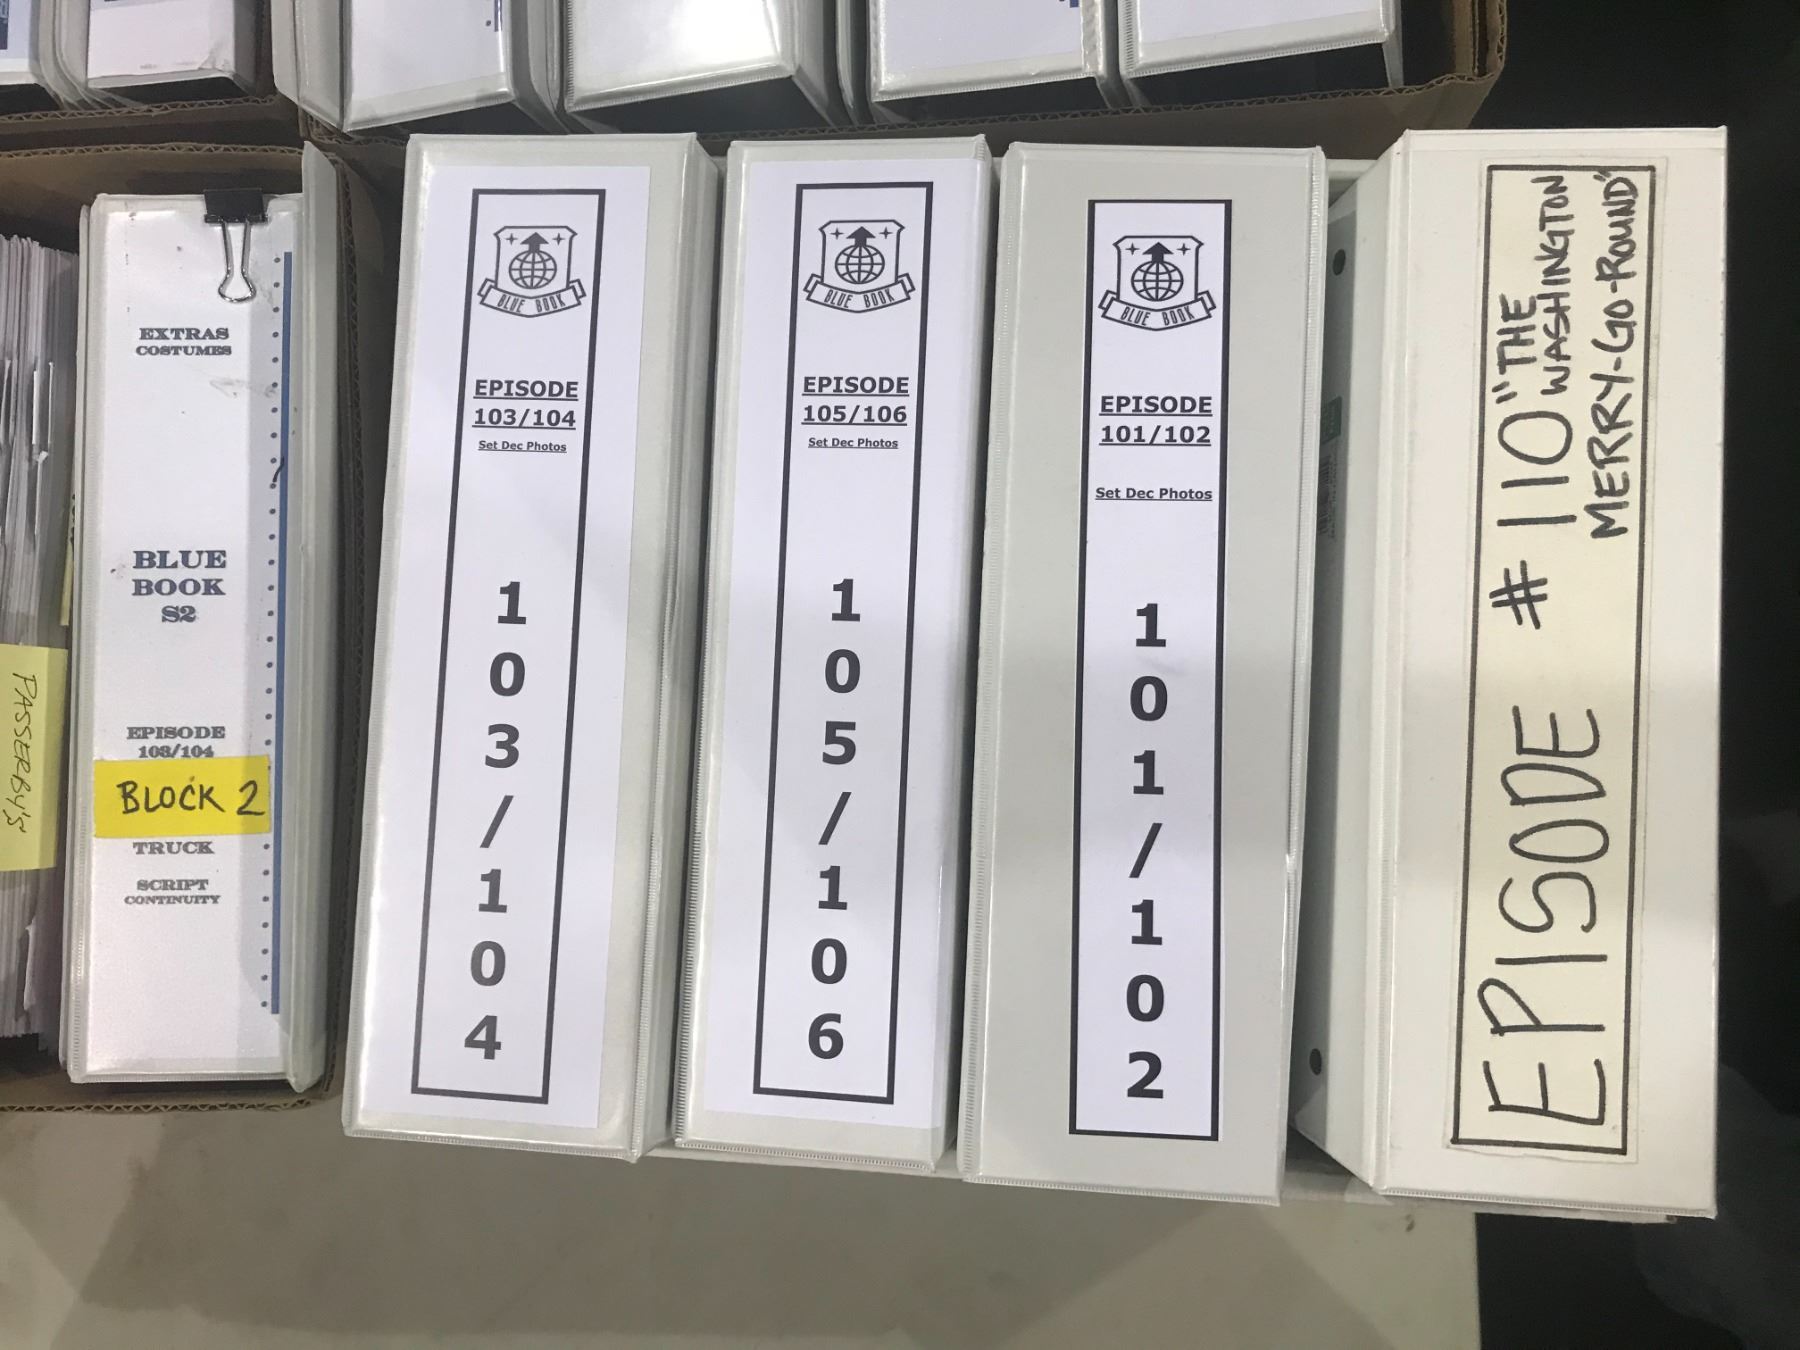 PASSERBY'S
EXTRAS
COSTUMES
BLUE
BOOK
S2
EPISODE
103/104
BLOCK 2
TRUCK
SCRIPT
CONTINUITY
BLUE BOOK
EPISODE
103/104
Set Dec Photos
103/104
BLUE BOOK
EPISODE
105/106
Set Dec Photos
105/106
BLUE BOOK
EPISODE
101/102
Set Dec Photos
101/102
EPISODE # 110 "THE
WASHINGTON
MERRY-GO-ROUND"